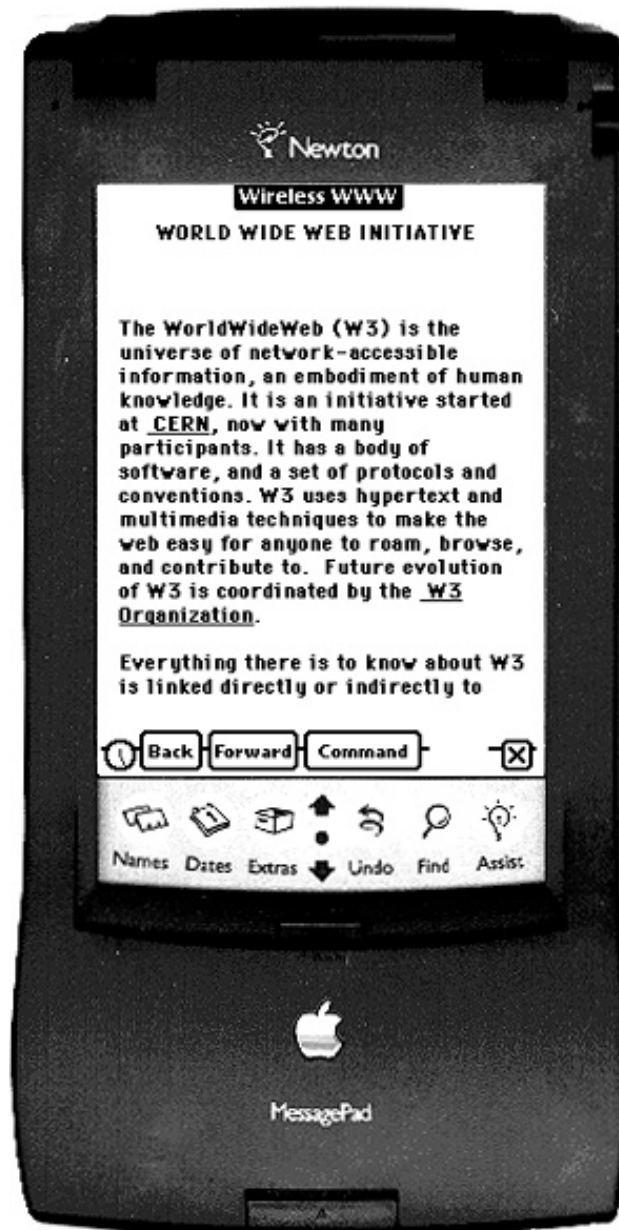 Newton
Wireless WWW
WORLD WIDE WEB INITIATIVE
The WorldWideWeb (W3) is the
universe of network-accessible
information, an embodiment of human
knowledge. It is an initiative started
at CERN, now with many
participants. It has a body of
software, and a set of protocols and
conventions. W3 uses hypertext and
multimedia techniques to make the
web easy for anyone to roam, browse,
and contribute to.  Future evolution
of W3 is coordinated by the W3
Organization.
Everything there is to know about W3
is linked directly or indirectly to
Back Forward Command
Names Dates Extras Undo Find Assist
MessagePad